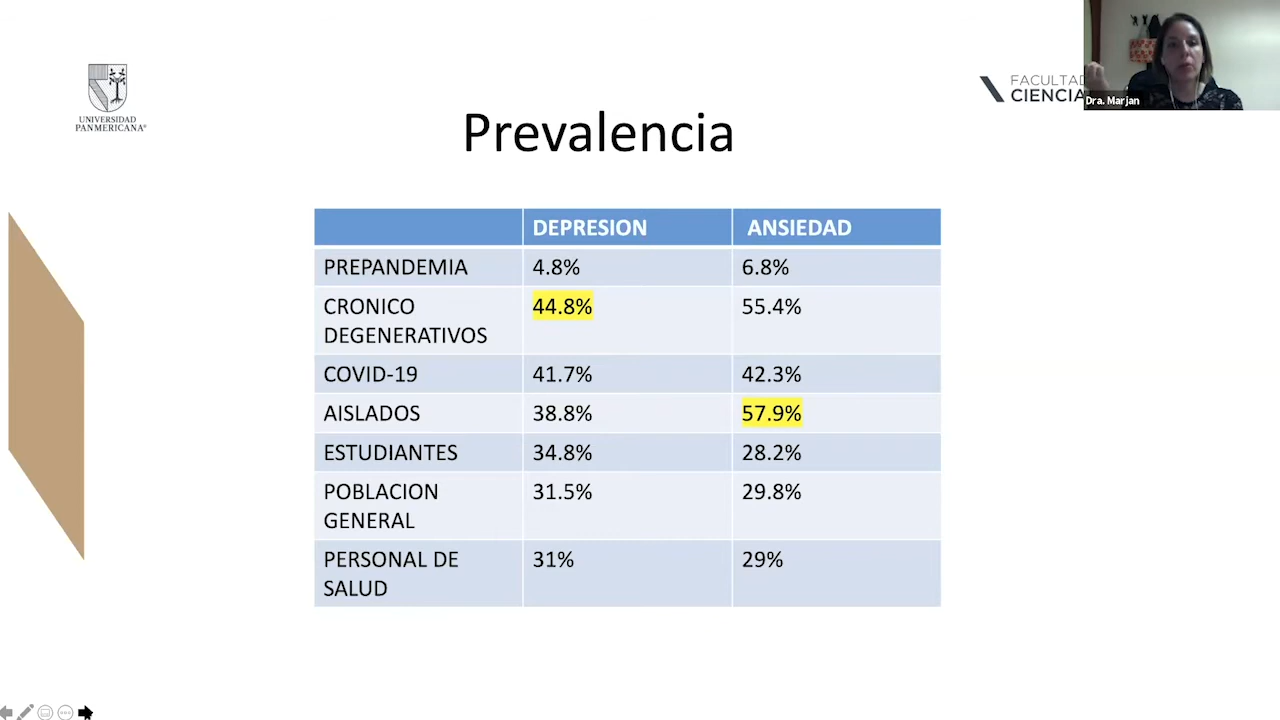 UNIVERSIDAD
PANMERICANA
FACULTAD
CIENCIA
Dra. Marjan
Prevalencia
DEPRESION ANSIEDAD
PREPANDEMIA 4.8% 6.8%
CRONICO
DEGENERATIVOS 44.8% 55.4%
COVID-19 41.7% 42.3%
AISLADOS 38.8% 57.9%
ESTUDIANTES 34.8% 28.2%
POBLACION
GENERAL 31.5% 29.8%
PERSONAL DE
SALUD 31% 29%